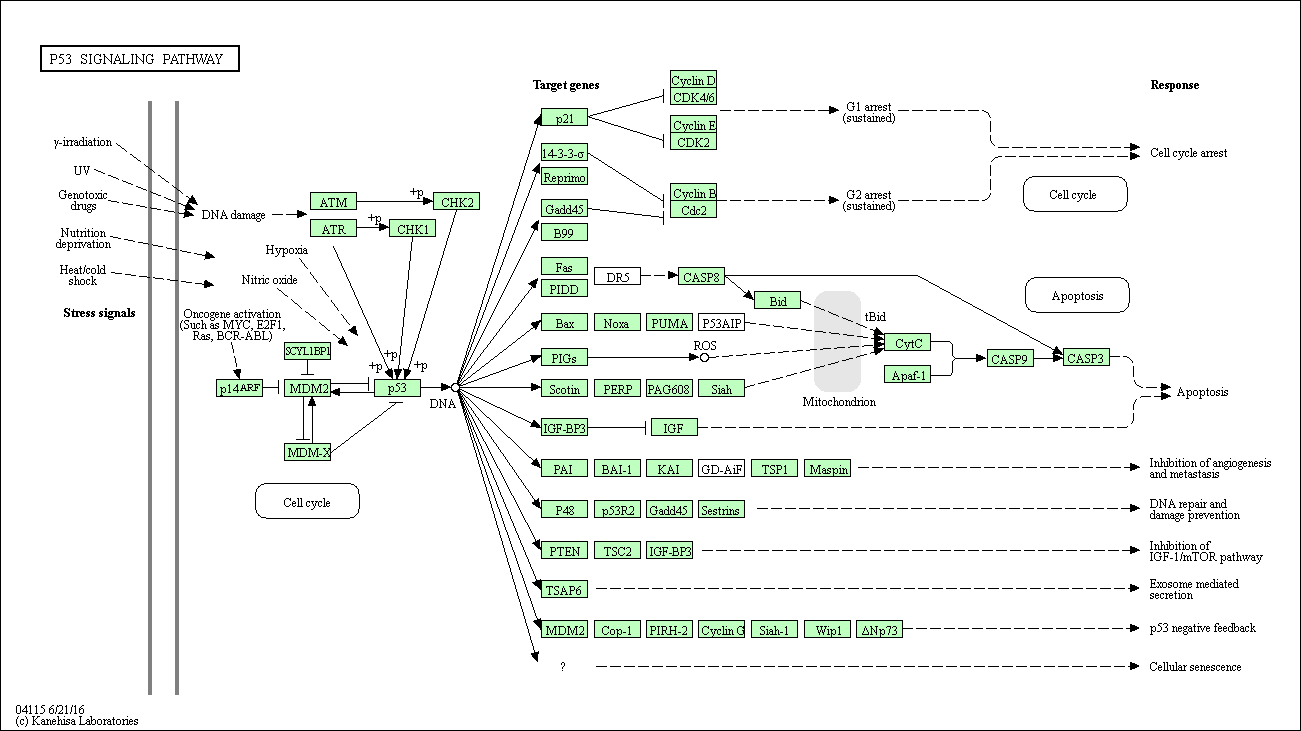 P53 SIGNALING PATHWAY
Target genes
Response
γ-irradiation
UV
Genotoxic
drugs
Nutrition
deprivation
Heat/cold
shock
Stress signals
DNA damage
ATM
+p
CHK2
ATR
+p
CHK1
Hypoxia
Nitric oxide
Oncogene activation
(Such as MYC, E2F1,
Ras, BCR-ABL)
SCYL1BP1
+p
+p
+p
p14ARF
MDM2
p53
DNA
MDM-X
Cell cycle
p21
Cyclin D
CDK4/6
Cyclin E
CDK2
G1 arrest
(sustained)
14-3-3-σ
Reprimo
Cyclin B
Cdc2
G2 arrest
(sustained)
Cell cycle arrest
Cell cycle
Gadd45
B99
Fas
PIDD
DR5
CASP8
Bid
tBid
Apoptosis
Bax
Noxa
PUMA
P53AIP
CytC
PIGs
ROS
CASP9
CASP3
Apaf-1
Scotin
PERP
PAG608
Siah
Mitochondrion
Apoptosis
IGF-BP3
IGF
PAI
BAI-1
KAI
GD-AiF
TSP1
Maspin
Inhibition of angiogenesis
and metastasis
P48
p53R2
Gadd45
Sestrins
DNA repair and
damage prevention
PTEN
TSC2
IGF-BP3
Inhibition of
IGF-1/mTOR pathway
TSAP6
Exosome mediated
secretion
MDM2
Cop-1
PIRH-2
Cyclin G
Siah-1
Wip1
ΔNp73
p53 negative feedback
?
Cellular senescence
04115 6/21/16
(c) Kanehisa Laboratories